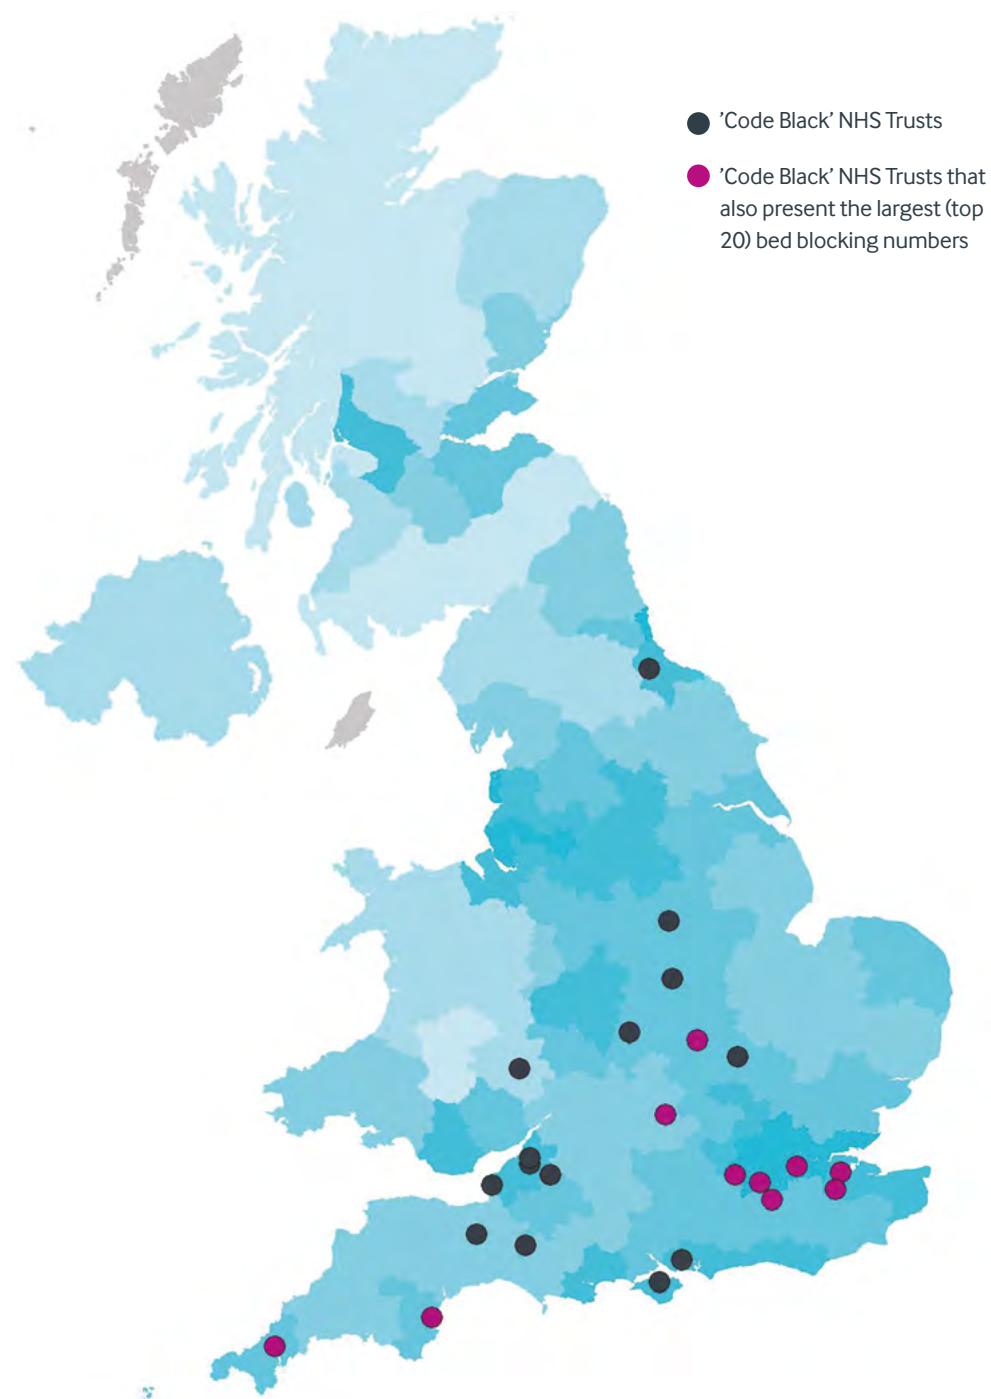 ’Code Black’ NHS Trusts
’Code Black’ NHS Trusts that
also present the largest (top
20) bed blocking numbers